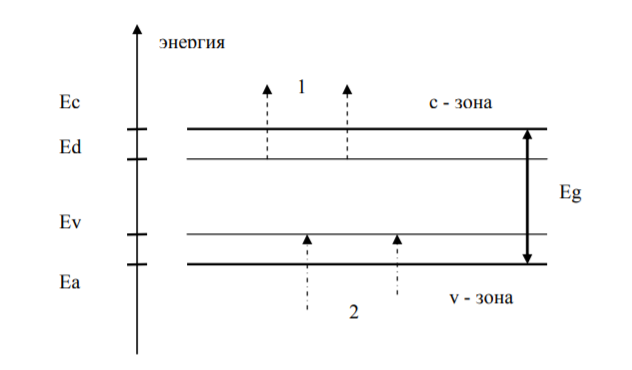 энергия
1
Ec
с - зона
Ed
Eg
Ev
Ea
v - зона
2